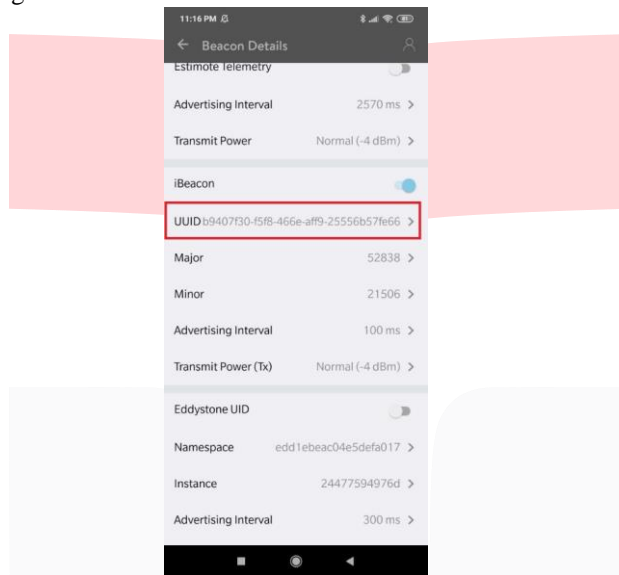 11:16 PM 81
Beacon Details
Estimote Telemetry
Advertising Interval 2570 ms >
Transmit Power Normal (-4 dBm) >
iBeacon
UUID b9407f30-f5f8-466e-aff9-25556b57fe66 >
Major 52838 >
Minor 21506 >
Advertising Interval 100 ms >
Transmit Power (Tx) Normal (-4 dBm) >
Eddystone UID
Namespace edd1ebeac04e5defa017 >
Instance 24477594976d >
Advertising Interval 300 ms >